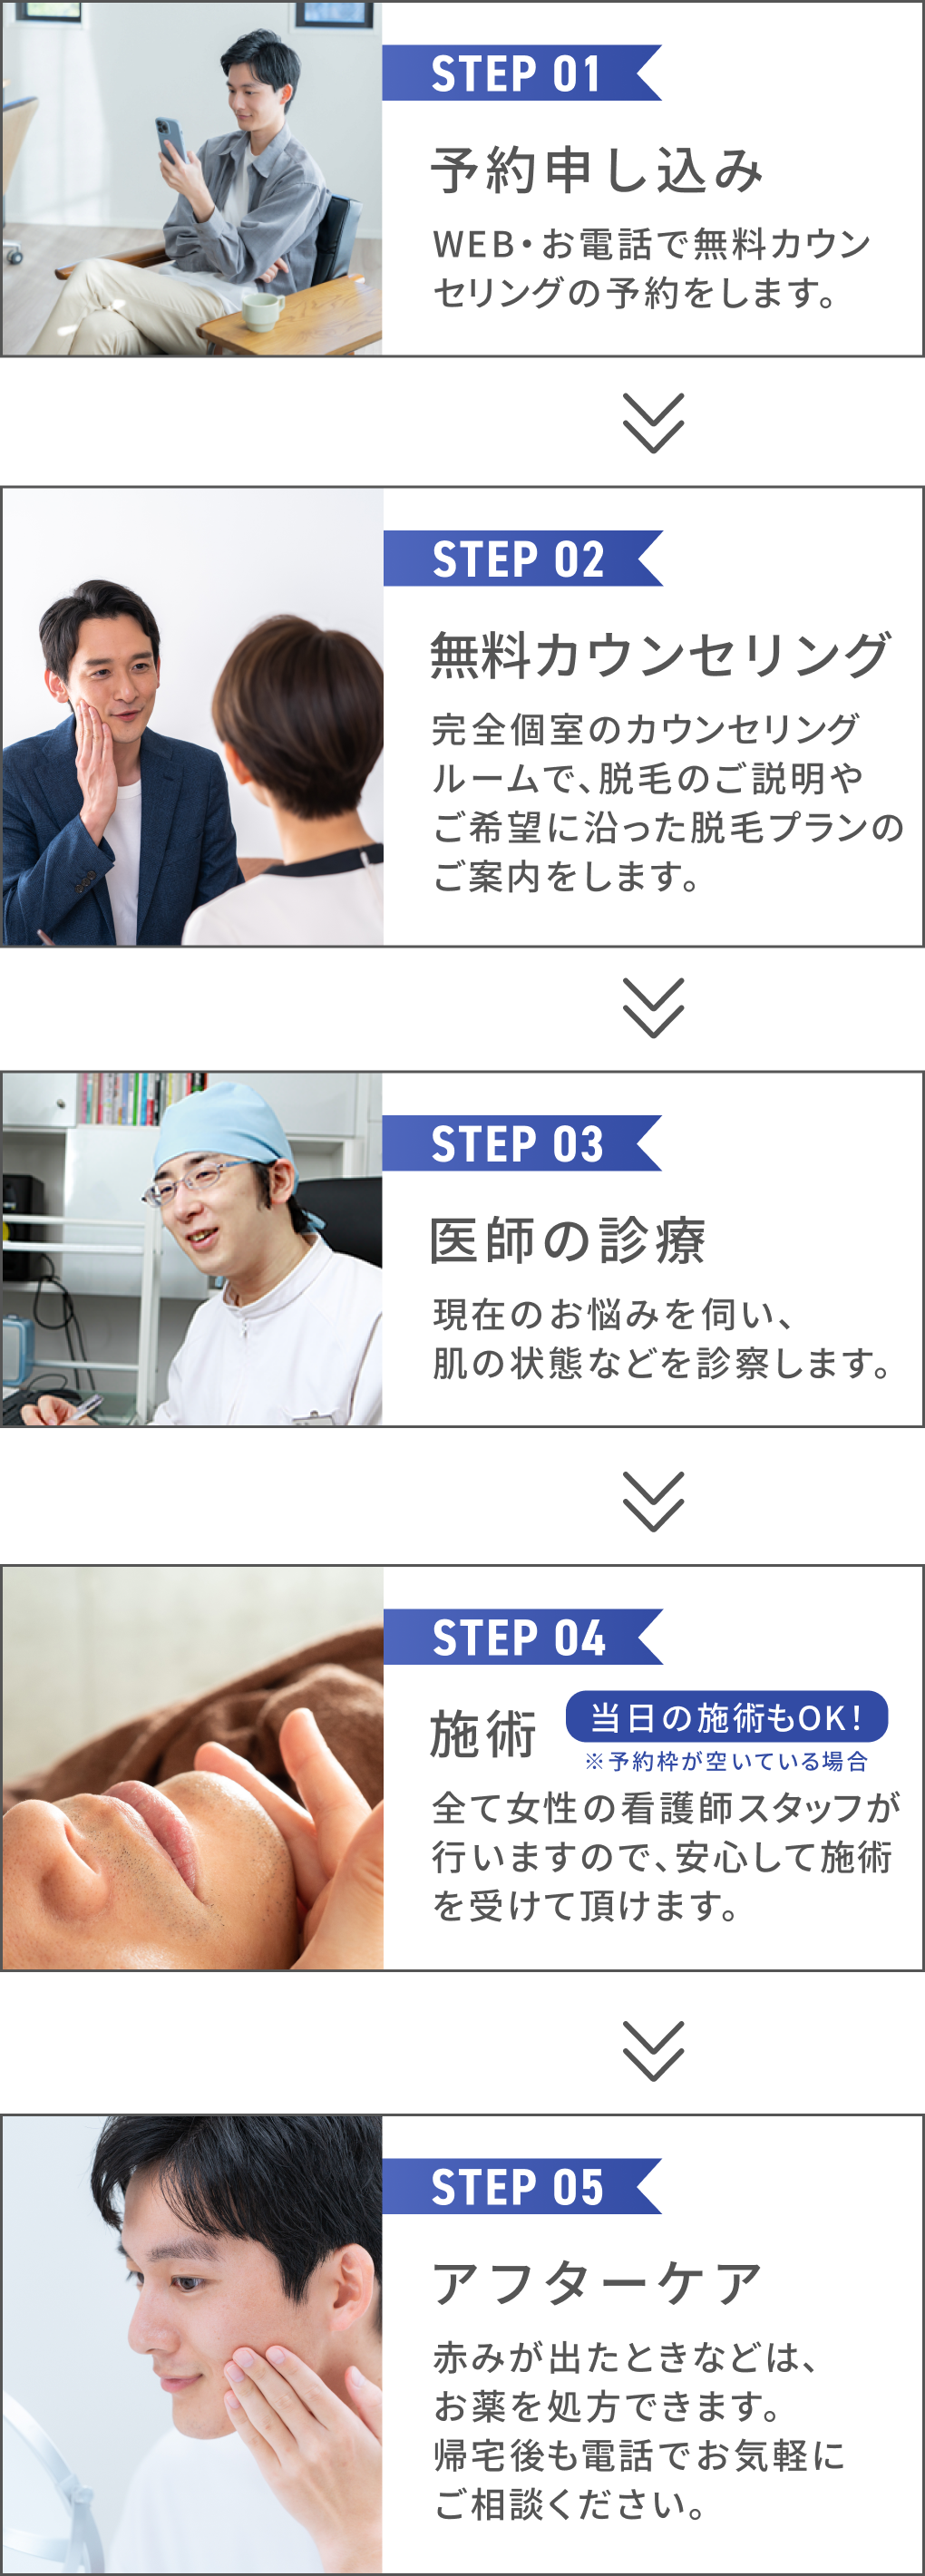 STEP 01
予約申し込み
WEB・お電話で無料カウン
セリングの予約をします。
STEP 02
無料カウンセリング
完全個室のカウンセリング
ルームで、脱毛のご説明や
ご希望に沿った脱毛プランの
ご案内をします。
STEP 03
医師の診療
現在のお悩みを伺い、
肌の状態などを診察します。
STEP 04
施術 当日の施術もOK!
※予約枠が空いている場合
全て女性の看護師スタッフが
行いますので、安心して施術
を受けて頂けます。
STEP 05
アフターケア
赤みが出たときなどは、
お薬を処方できます。
帰宅後も電話でお気軽に
ご相談ください。